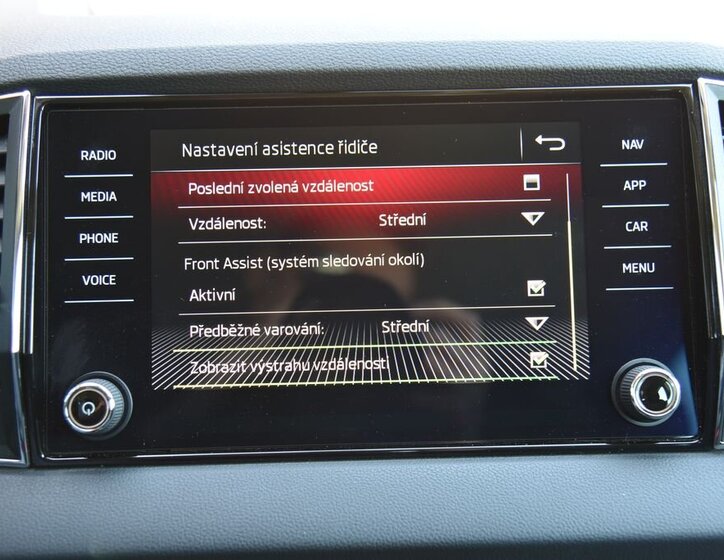 Nastavení asistence řidiče
RADIO
MEDIA
PHONE
VOICE
Poslední zvolená vzdálenost
Vzdálenost: Střední
Front Assist (systém sledování okolí)
Aktivní
Předběžné varování: Střední
Zobrazit výstrahu vzdálenosti
NAV
APP
CAR
MENU